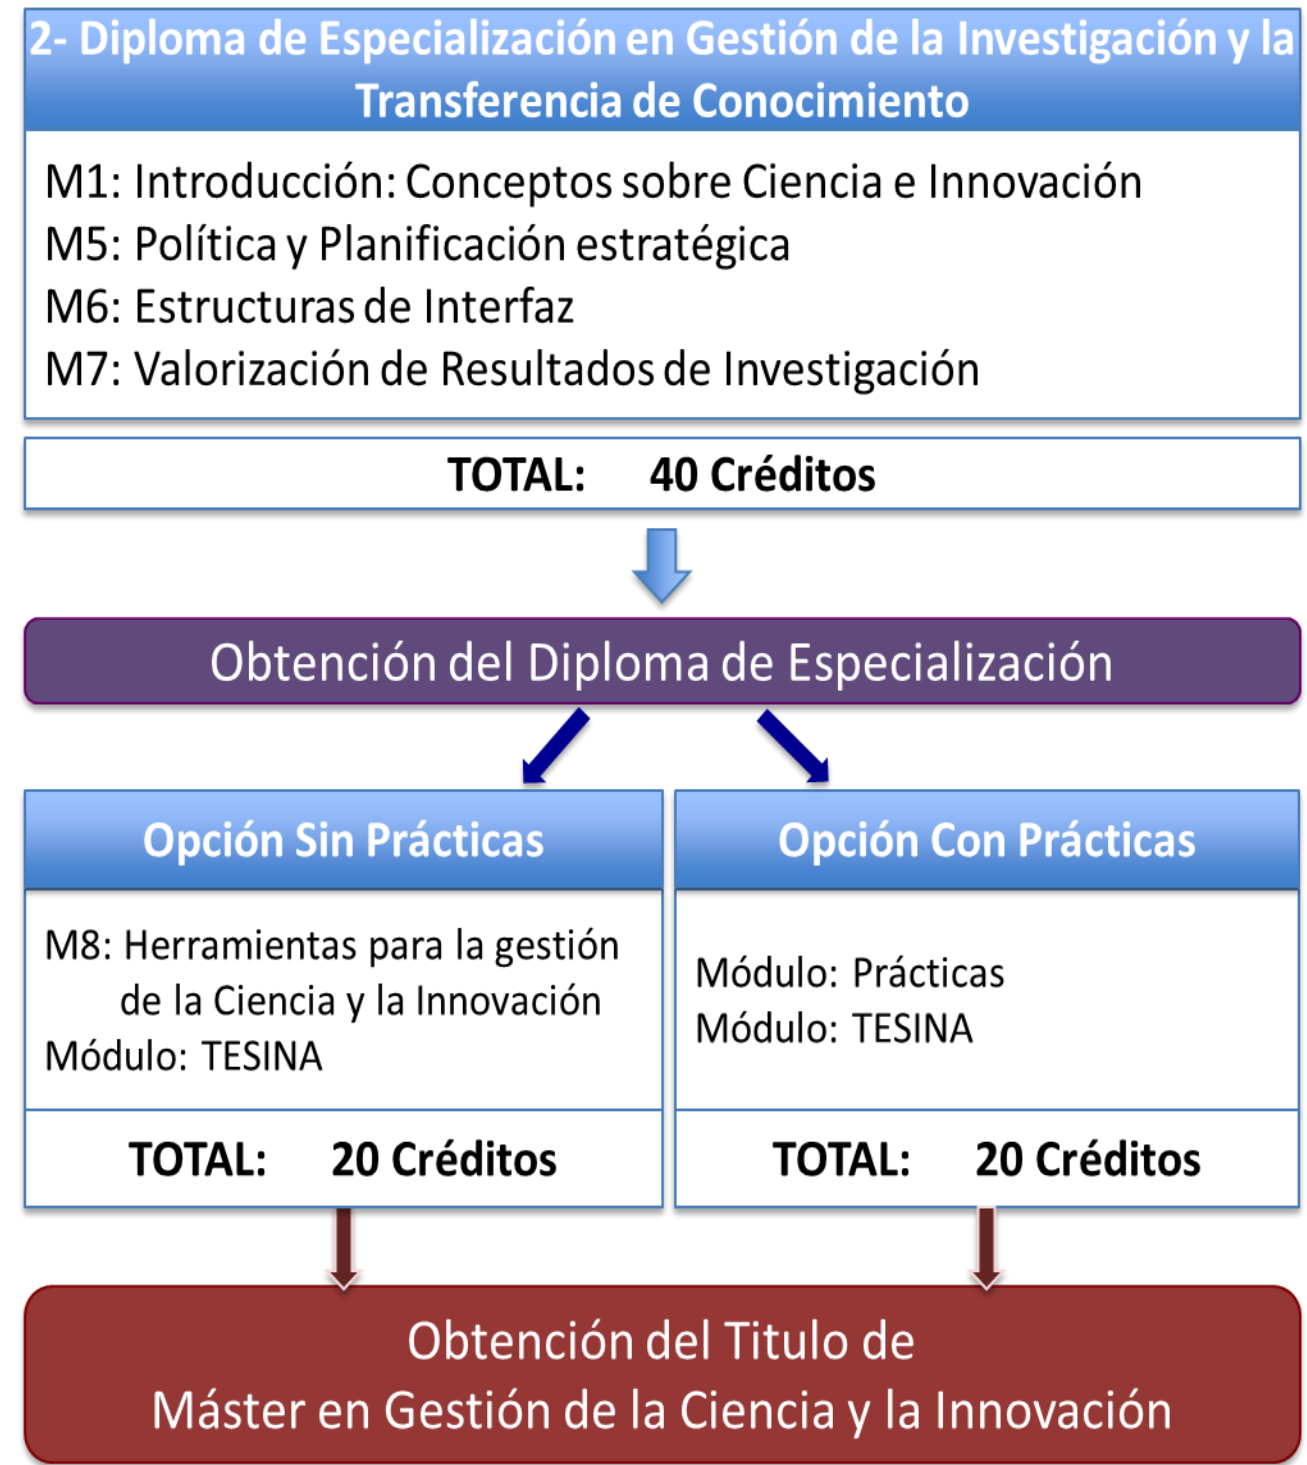 2- Diploma de Especialización en Gestión de la Investigación y la
Transferencia de Conocimiento
M1: Introducción: Conceptos sobre Ciencia e Innovación
M5: Política y Planificación estratégica
M6: Estructuras de Interfaz
M7: Valorización de Resultados de Investigación
TOTAL: 40 Créditos
Obtención del Diploma de Especialización
Opción Sin Prácticas
M8: Herramientas para la gestión
de la Ciencia y la Innovación
Módulo: TESINA
TOTAL: 20 Créditos
Opción Con Prácticas
Módulo: Prácticas
Módulo: TESINA
TOTAL: 20 Créditos
Obtención del Titulo de
Máster en Gestión de la Ciencia y la Innovación